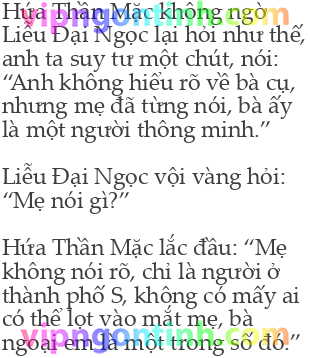 Hứa Thần Mặc không ngờ
vipngontinh.com
Liễu Đại Ngọc lại hỏi như thế,
anh ta suy tư một chút, nói:
“Anh không hiểu rõ về bà cụ,
nhưng mẹ đã từng nói, bà ấy
là một người thông minh.”
Liễu Đại Ngọc vội vàng hỏi:
“Mẹ nói gì?”
Hứa Thần Mặc lắc đầu: “Mẹ
không nói rõ, chỉ là người ở
thành phố S, không có mấy ai
có thể lọt vào mắt mẹ, bà
vipngontinh.com
ngoại em là một trong số đó.”